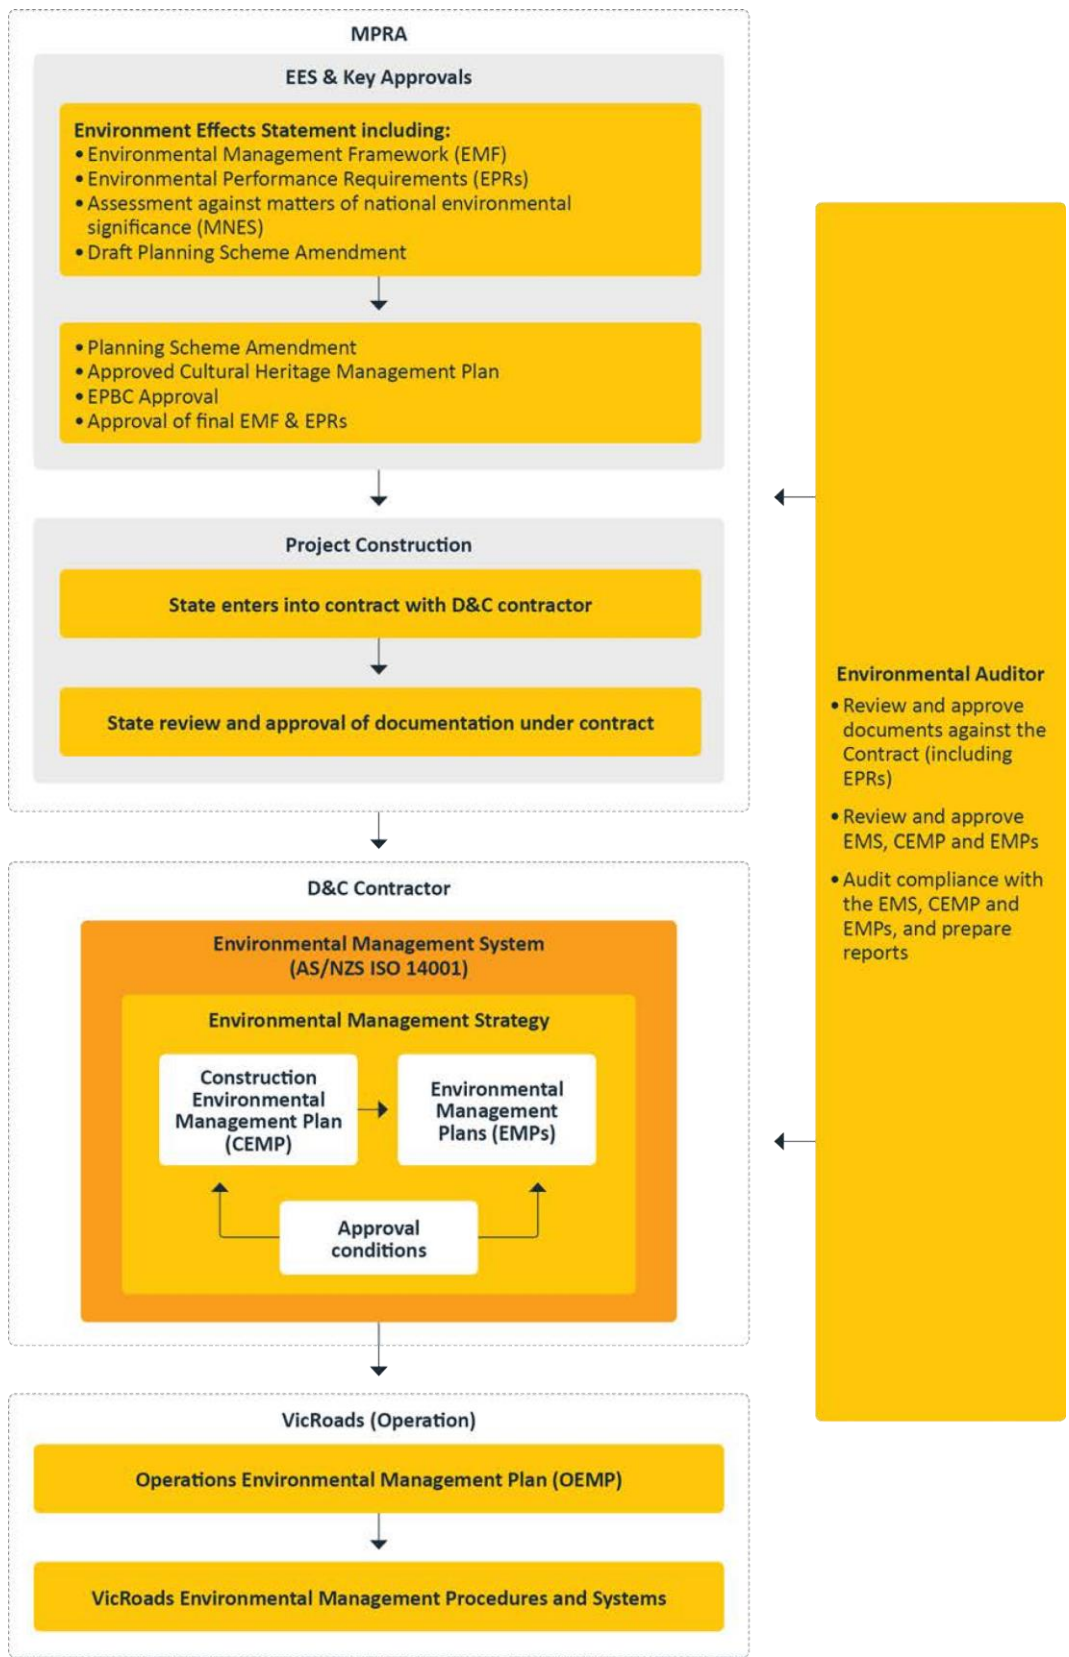 MPRA
EES & Key Approvals
Environment Effects Statement including:
• Environmental Management Framework (EMF)
• Environmental Performance Requirements (EPRs)
• Assessment against matters of national environmental
significance (MNES)
• Draft Planning Scheme Amendment
• Planning Scheme Amendment
• Approved Cultural Heritage Management Plan
• EPBC Approval
• Approval of final EMF & EPRs
Project Construction
State enters into contract with D&C contractor
State review and approval of documentation under contract
D&C Contractor
Environmental Management System
(AS/NZS ISO 14001)
Environmental Management Strategy
Construction
Environmental
Management Plan
(CEMP)
Environmental
Management
Plans (EMPs)
Approval
conditions
VicRoads (Operation)
Operations Environmental Management Plan (OEMP)
VicRoads Environmental Management Procedures and Systems
Environmental Auditor
• Review and approve
documents against the
Contract (including
EPRs)
• Review and approve
EMS, CEMP and EMPs
• Audit compliance with
the EMS, CEMP and
EMPs, and prepare
reports